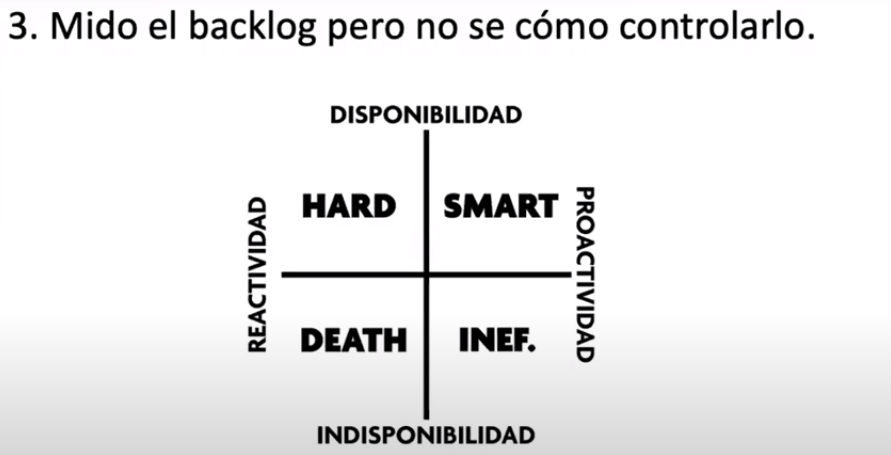 3. Mido el backlog pero no se cómo controlarlo.
DISPONIBILIDAD
REACTIVIDAD
HARD
SMART
PROACTIVIDAD
DEATH
INEF.
INDISPONIBILIDAD